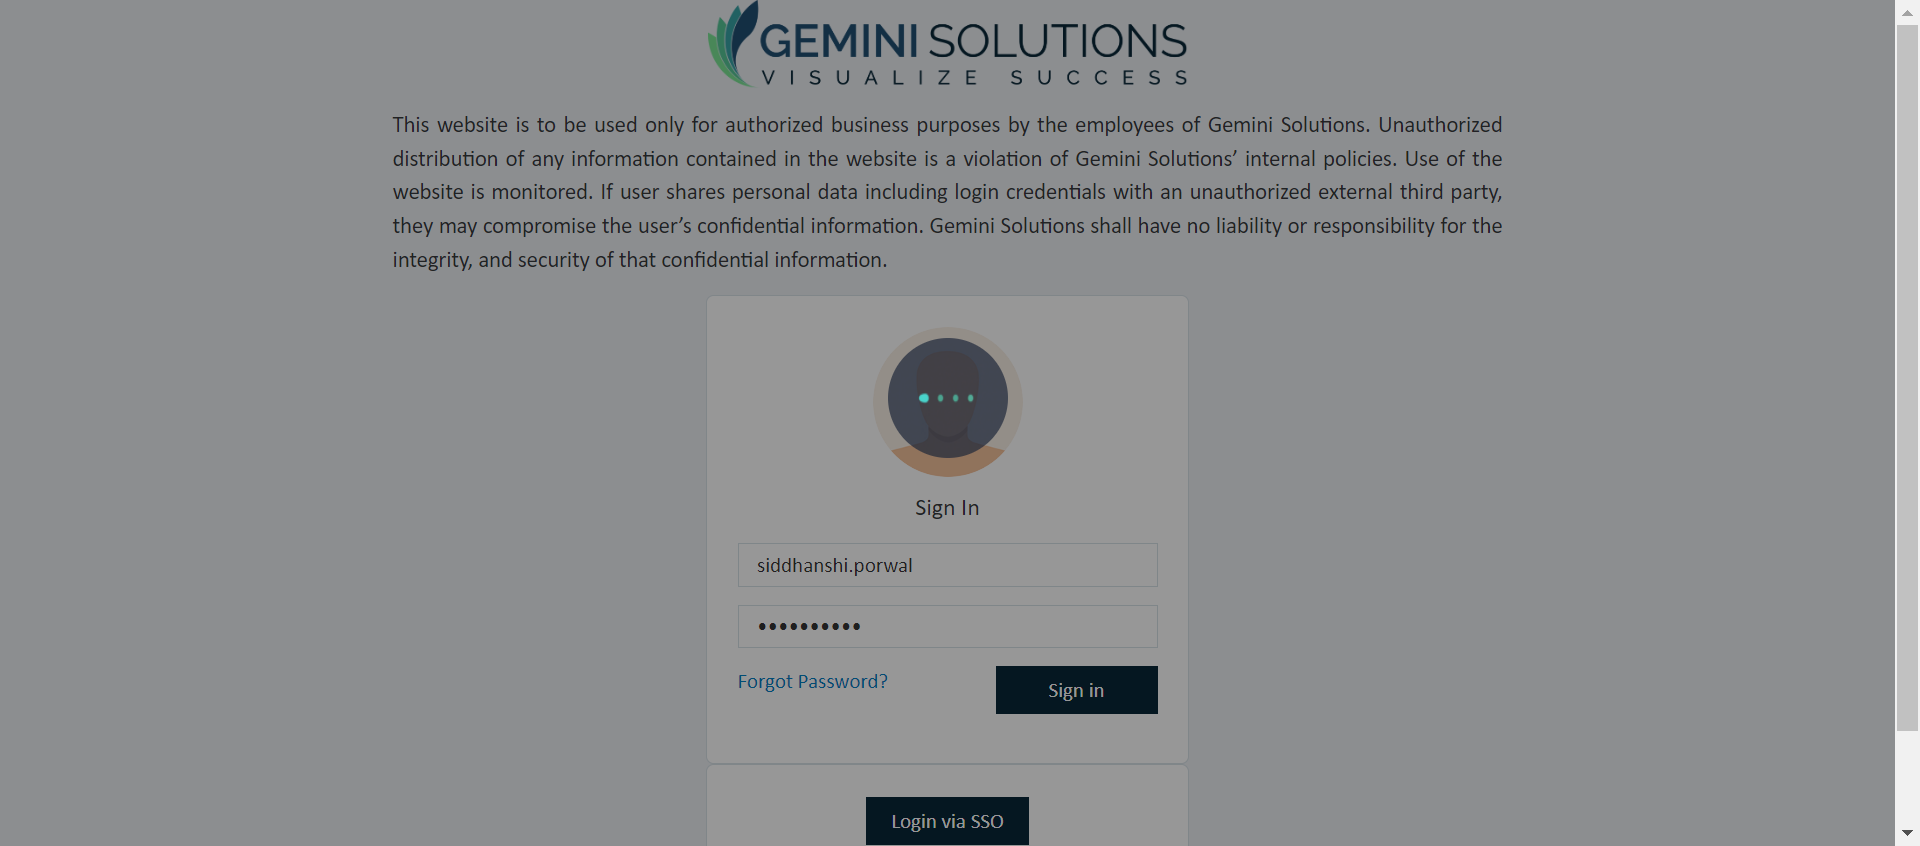 GEMINI SOLUTIONS
VISUALIZE SUCCESS
This website is to be used only for authorized business purposes by the employees of Gemini Solutions. Unauthorized
distribution of any information contained in the website is a violation of Gemini Solutions’ internal policies. Use of the
website is monitored. If user shares personal data including login credentials with an unauthorized external third party,
they may compromise the user’s confidential information. Gemini Solutions shall have no liability or responsibility for the
integrity, and security of that confidential information.
Sign In
siddhanshi.porwal
••••••••••
Forgot Password?
Sign in
Login via SSO